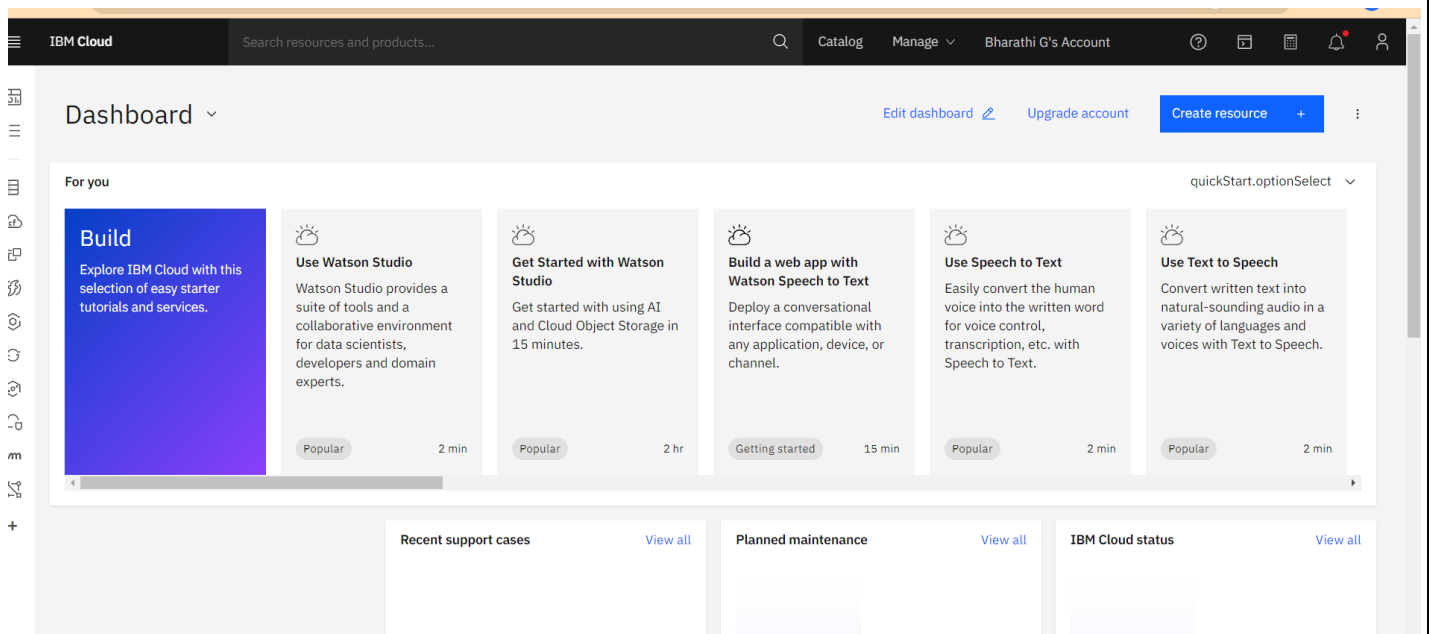 IBM Cloud
Search resources and products...
Catalog
Manage
Bharathi G's Account
Dashboard
Edit dashboard
Upgrade account
Create resource +
For you
quickStart.optionSelect
Build
Explore IBM Cloud with this
selection of easy starter
tutorials and services.
Use Watson Studio
Watson Studio provides a
suite of tools and a
collaborative environment
for data scientists,
developers and domain
experts.
Popular
2 min
Get Started with Watson
Studio
Get started with using AI
and Cloud Object Storage in
15 minutes.
Popular
2 hr
Build a web app with
Watson Speech to Text
Deploy a conversational
interface compatible with
any application, device, or
channel.
Getting started
15 min
Use Speech to Text
Easily convert the human
voice into the written word
for voice control,
transcription, etc. with
Speech to Text.
Popular
2 min
Use Text to Speech
Convert written text into
natural-sounding audio in a
variety of languages and
voices with Text to Speech.
Popular
2 min
Recent support cases
View all
Planned maintenance
View all
IBM Cloud status
View all